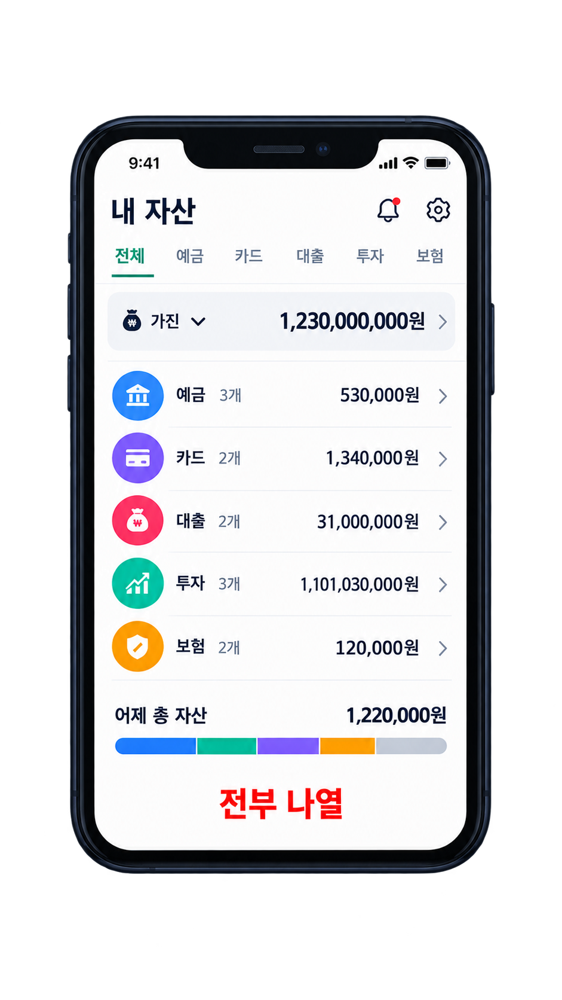 9:41
내 자산
전체 예금 카드 대출 투자 보험
가진 1,230,000,000원
예금 3개 530,000원
카드 2개 1,340,000원
대출 2개 31,000,000원
투자 3개 1,101,030,000원
보험 2개 120,000원
어제 총 자산 1,220,000원
전부 나열